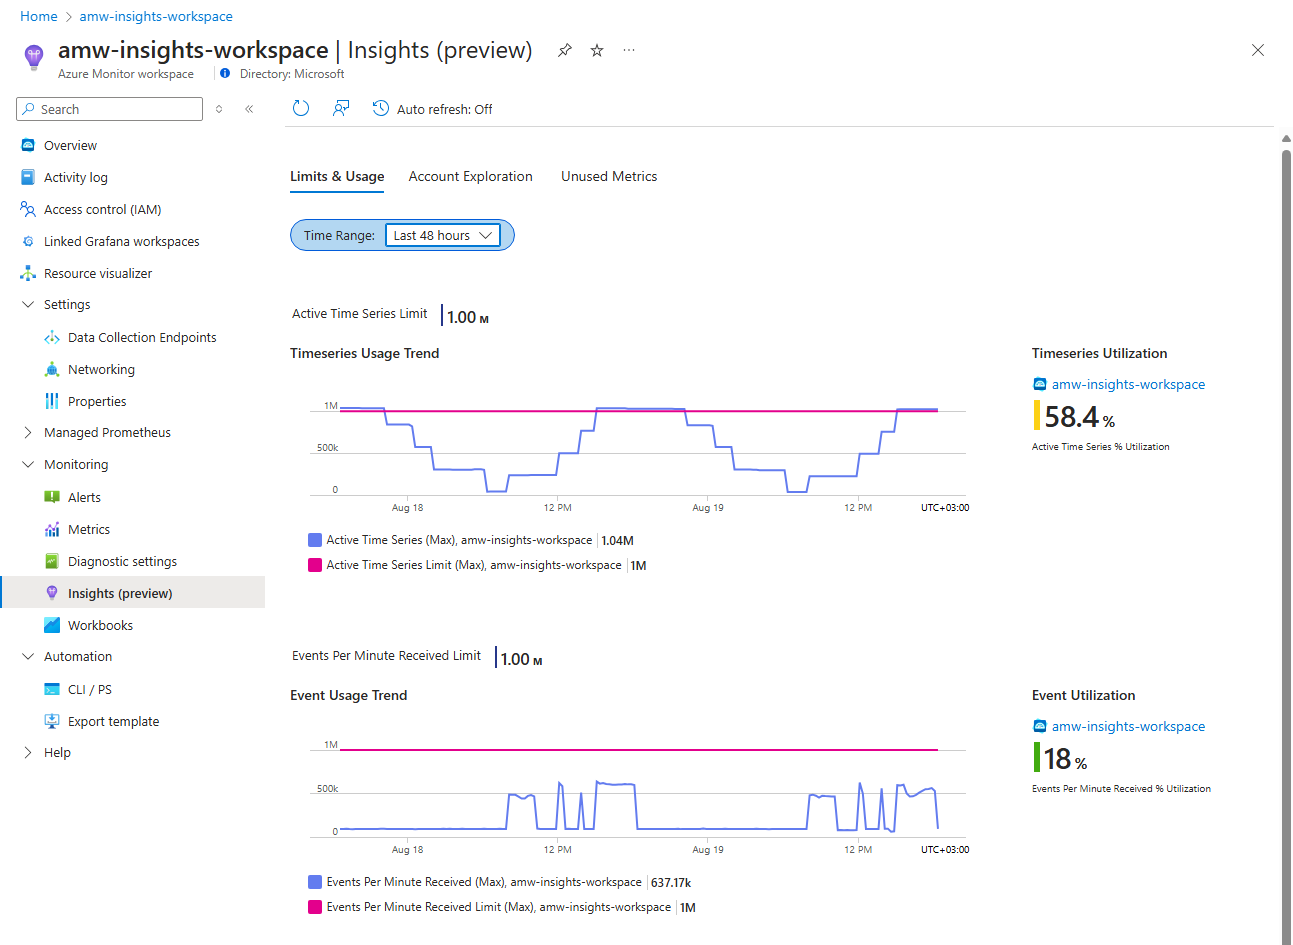 Home > amw-insights-workspace
amw-insights-workspace | Insights (preview)
Azure Monitor workspace
Directory: Microsoft
Search
Auto refresh: Off
Overview
Activity log
Access control (IAM)
Linked Grafana workspaces
Resource visualizer
Settings
Data Collection Endpoints
Networking
Properties
Managed Prometheus
Monitoring
Alerts
Metrics
Diagnostic settings
Insights (preview)
Workbooks
Automation
CLI / PS
Export template
Help
Limits & Usage
Account Exploration
Unused Metrics
Time Range: Last 48 hours
Active Time Series Limit 1.00 M
Timeseries Usage Trend
1M
500k
0
Aug 18
12 PM
Aug 19
12 PM
UTC+03:00
Active Time Series (Max), amw-insights-workspace 1.04M
Active Time Series Limit (Max), amw-insights-workspace 1M
Timeseries Utilization
amw-insights-workspace
58.4 %
Active Time Series % Utilization
Events Per Minute Received Limit 1.00 M
Event Usage Trend
1M
500k
0
Aug 18
12 PM
Aug 19
12 PM
UTC+03:00
Events Per Minute Received (Max), amw-insights-workspace 637.17k
Events Per Minute Received Limit (Max), amw-insights-workspace 1M
Event Utilization
amw-insights-workspace
18 %
Events Per Minute Received % Utilization